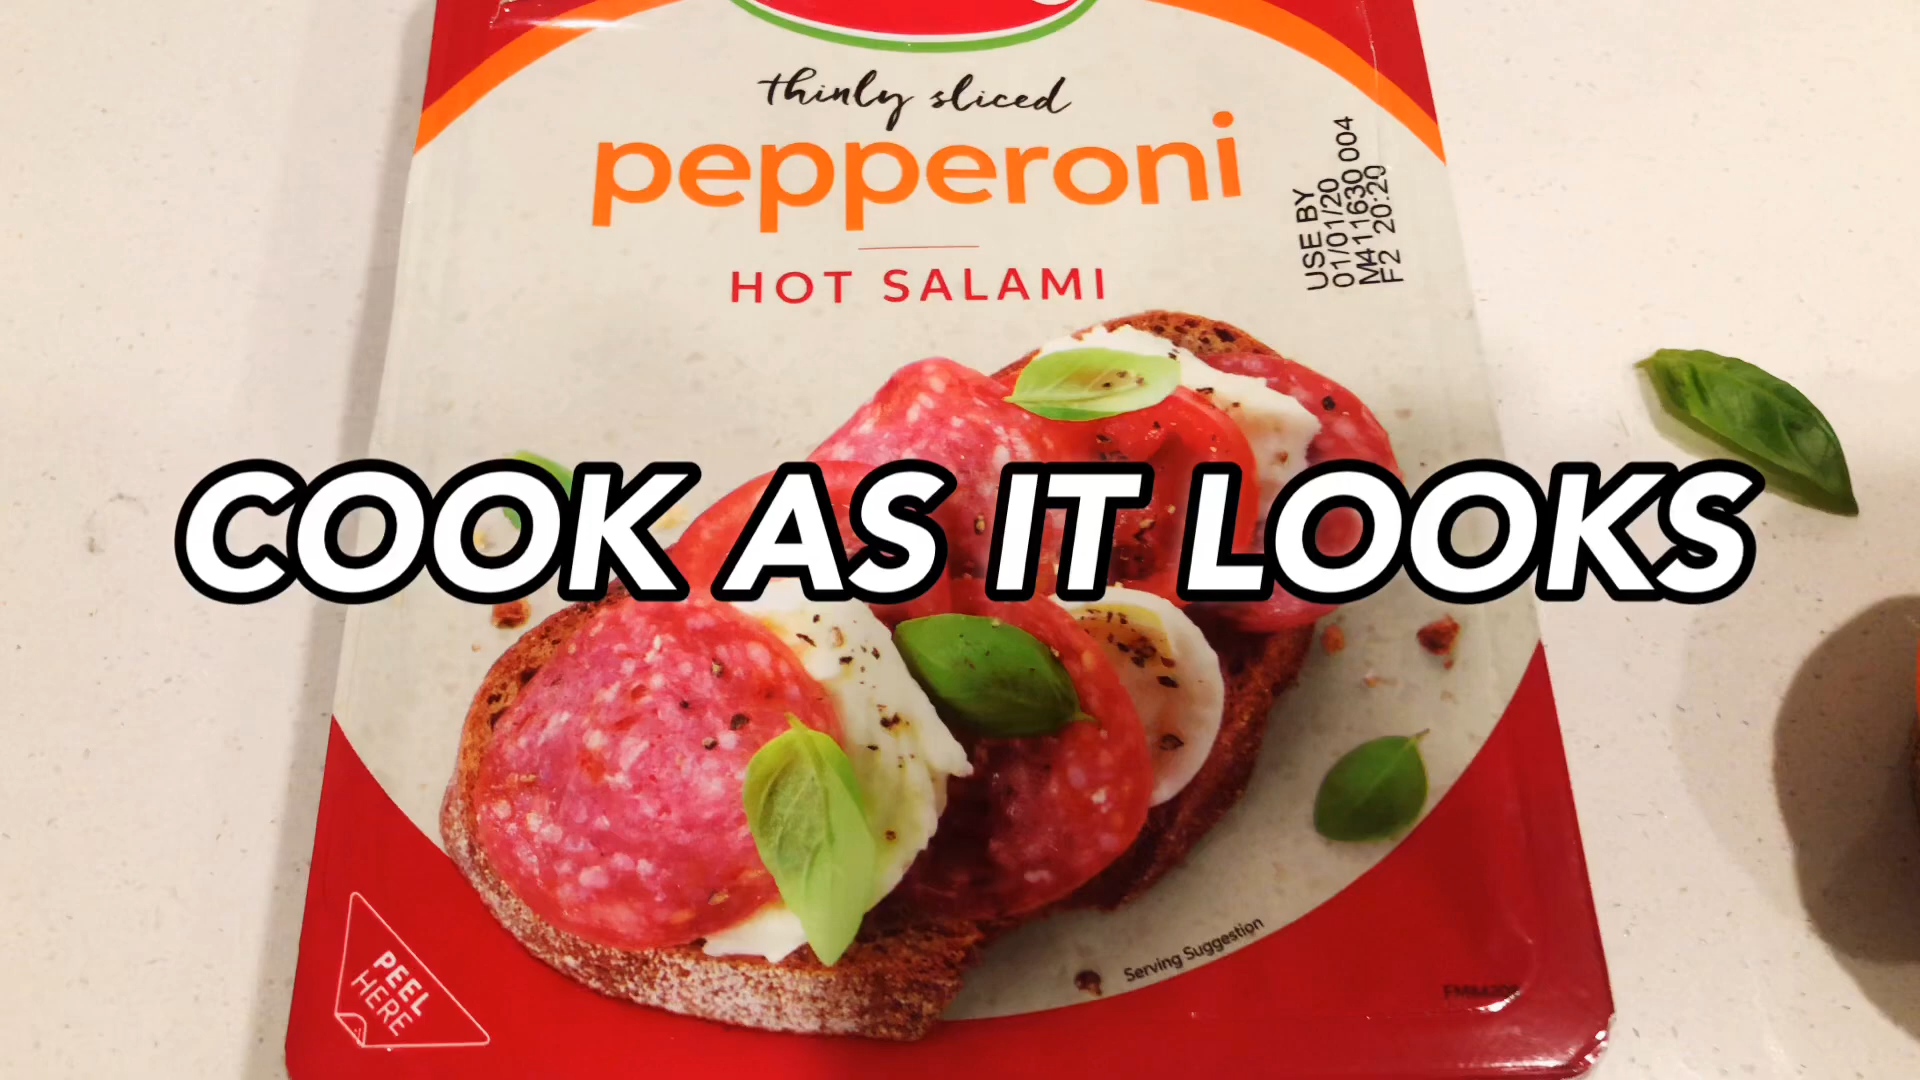 thinly sliced
pepperoni
HOT SALAMI
USE BY
01/01/20
M411630 004
F2 20:20
COOK AS IT LOOKS
Serving Suggestion
PEEL
HERE